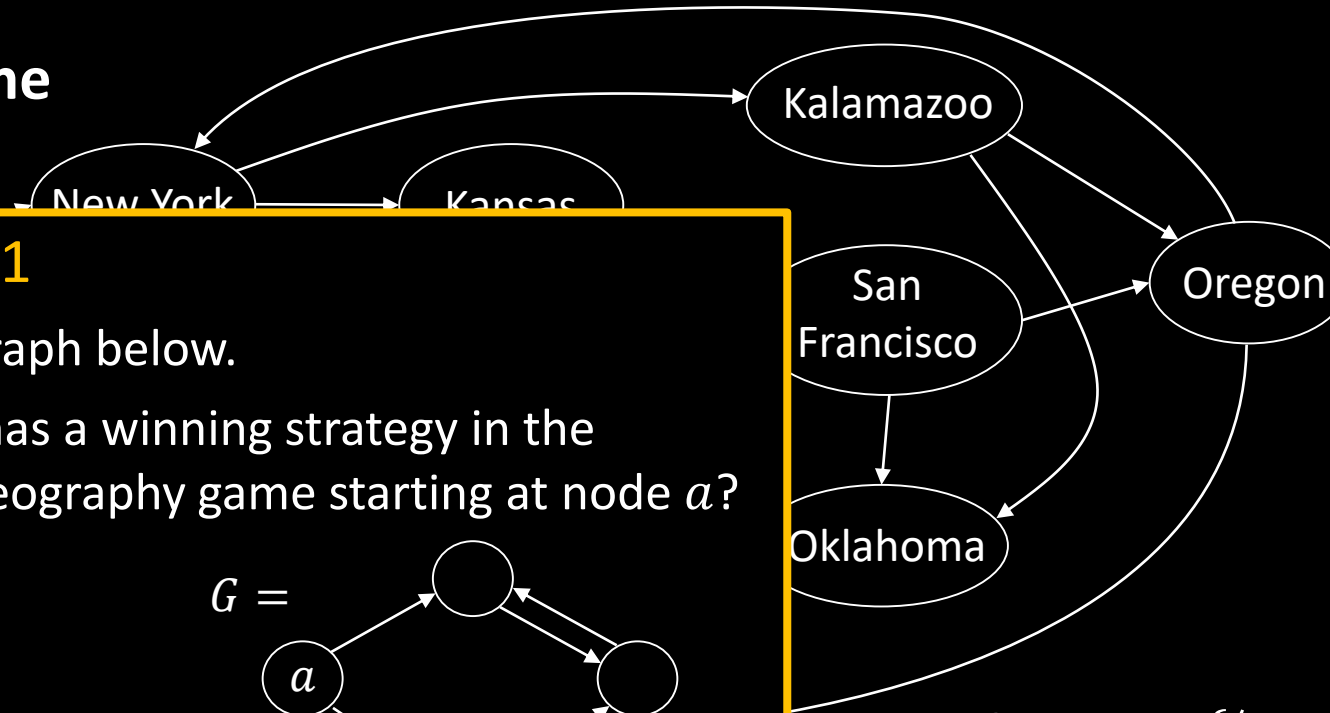 ne
Kalamazoo
New York
Kansas
1
San
Francisco
Oregon
raph below.
has a winning strategy in the
eography game starting at node 𝑎?
Oklahoma
𝐺 =
𝑎